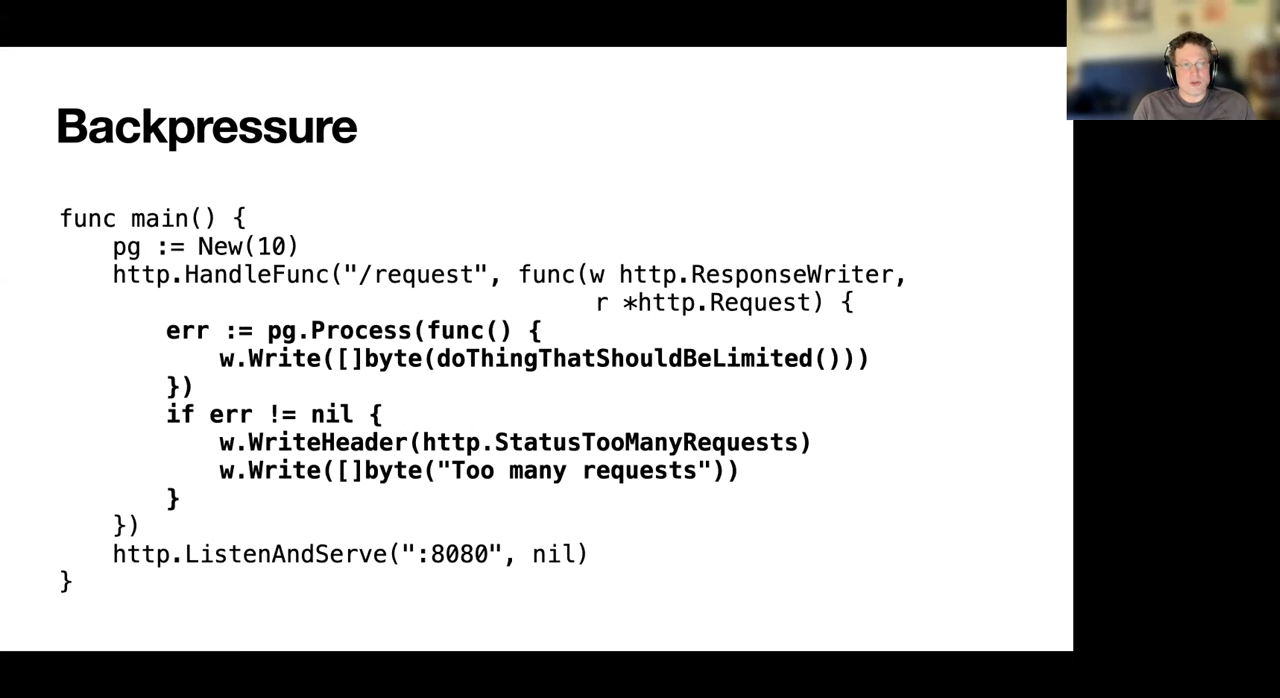 Backpressure
func main() {
    pg := New(10)
    http.HandleFunc("/request", func(w http.ResponseWriter,
                                     r *http.Request) {
        err := pg.Process(func() {
            w.Write([]byte(doThingThatShouldBeLimited()))
        })
        if err != nil {
            w.WriteHeader(http.StatusTooManyRequests)
            w.Write([]byte("Too many requests"))
        }
    })
    http.ListenAndServe(":8080", nil)
}